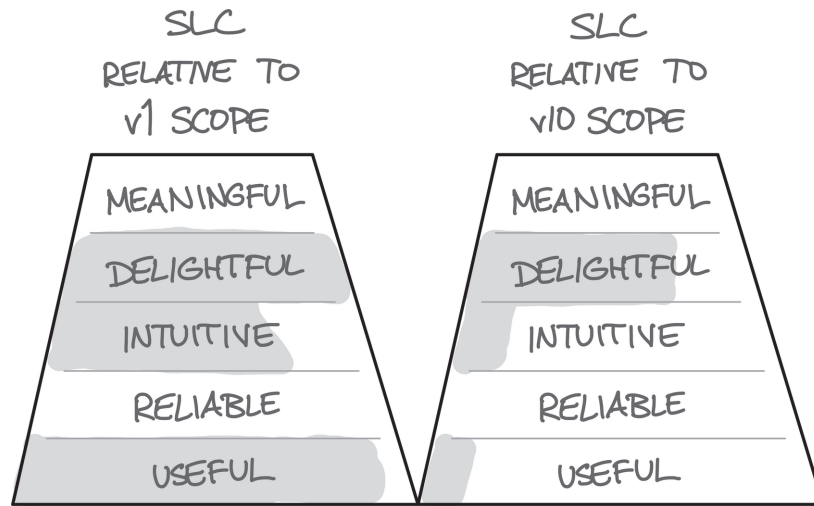 SLC
RELATIVE TO
v1 SCOPE
MEANINGFUL
DELIGHTFUL
INTUITIVE
RELIABLE
USEFUL
SLC
RELATIVE TO
v10 SCOPE
MEANINGFUL
DELIGHTFUL
INTUITIVE
RELIABLE
USEFUL